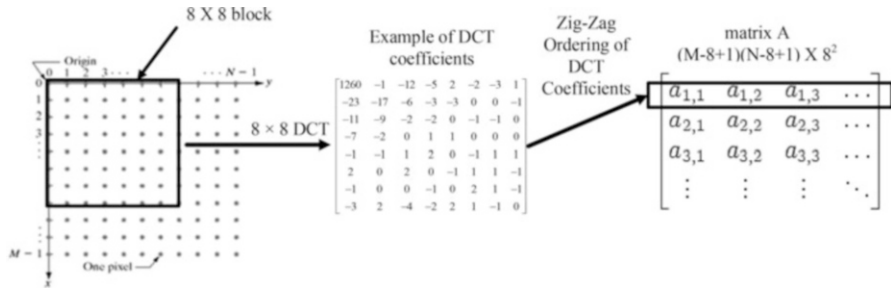 8 X 8 block
Origin
0 1 2 3 · · · · · · N − 1
y
0
1
2
3
⋮
⋮
M − 1
x
One pixel
8 × 8 DCT
Example of DCT
coefficients
1260 −1 −12 −5 2 −2 −3 1
−23 −17 −6 −3 −3 0 0 −1
−11 −9 −2 −2 0 −1 −1 0
−7 −2 0 1 1 0 0 0
−1 −1 1 2 0 −1 1 1
2 0 2 0 −1 1 1 −1
−1 0 0 −1 0 2 1 −1
−3 2 −4 −2 2 1 −1 0
Zig-Zag
Ordering of
DCT
Coefficients
matrix A
(M-8+1)(N-8+1) X 8²
a₁,₁ a₁,₂ a₁,₃ ⋯
a₂,₁ a₂,₂ a₂,₃ ⋯
a₃,₁ a₃,₂ a₃,₃ ⋯
⋮ ⋮ ⋮ ⋱